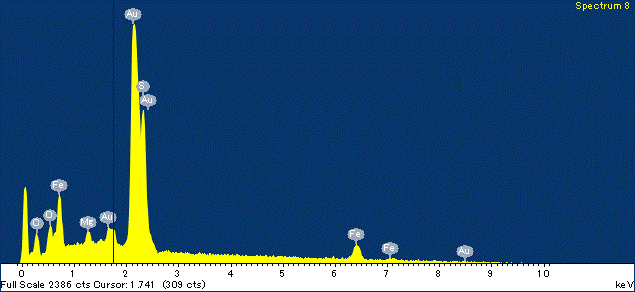 Spectrum 8
Au
S
Au
Fe
C
O
Mg
Au
Fe
Fe
Au
0 1 2 3 4 5 6 7 8 9 10
Full Scale 2386 cts Cursor: 1.741 (309 cts) keV